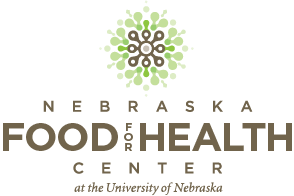 NEBRASKA
FOOD FOR HEALTH
CENTER
at the University of Nebraska